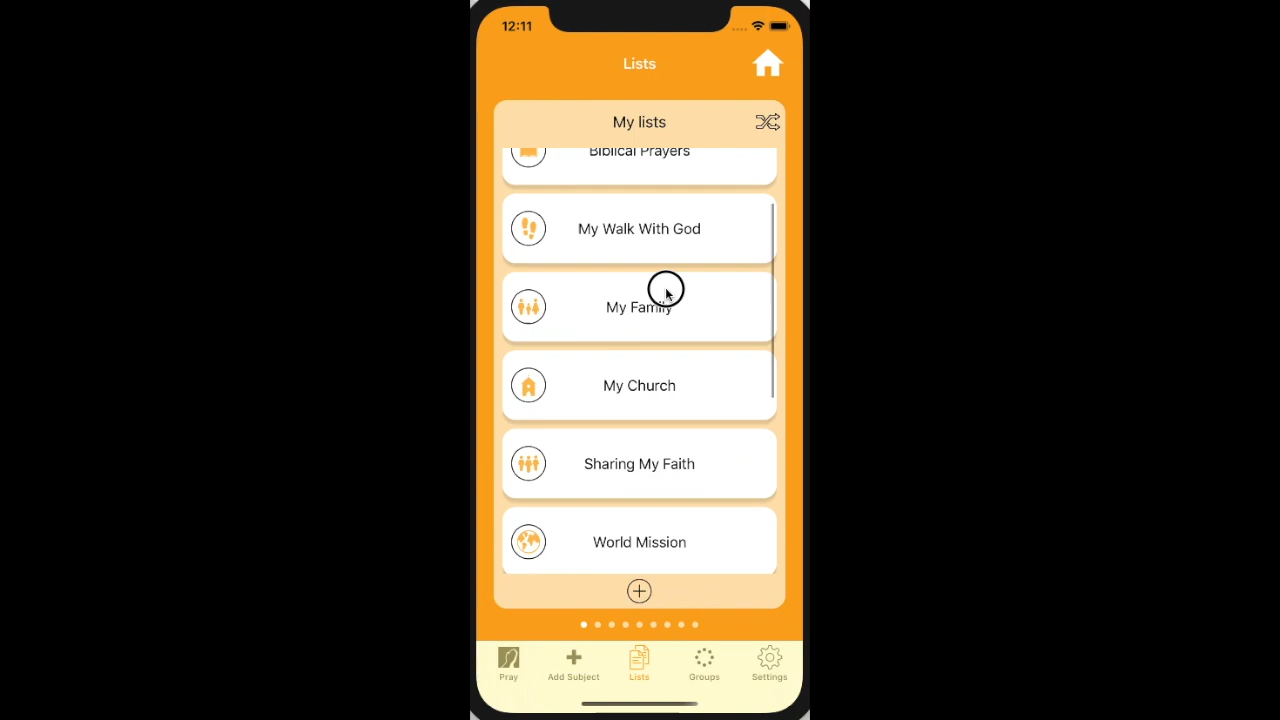 12:11
Lists
My lists
Biblical Prayers
My Walk With God
My Family
My Church
Sharing My Faith
World Mission
Pray
Add Subject
Lists
Groups
Settings